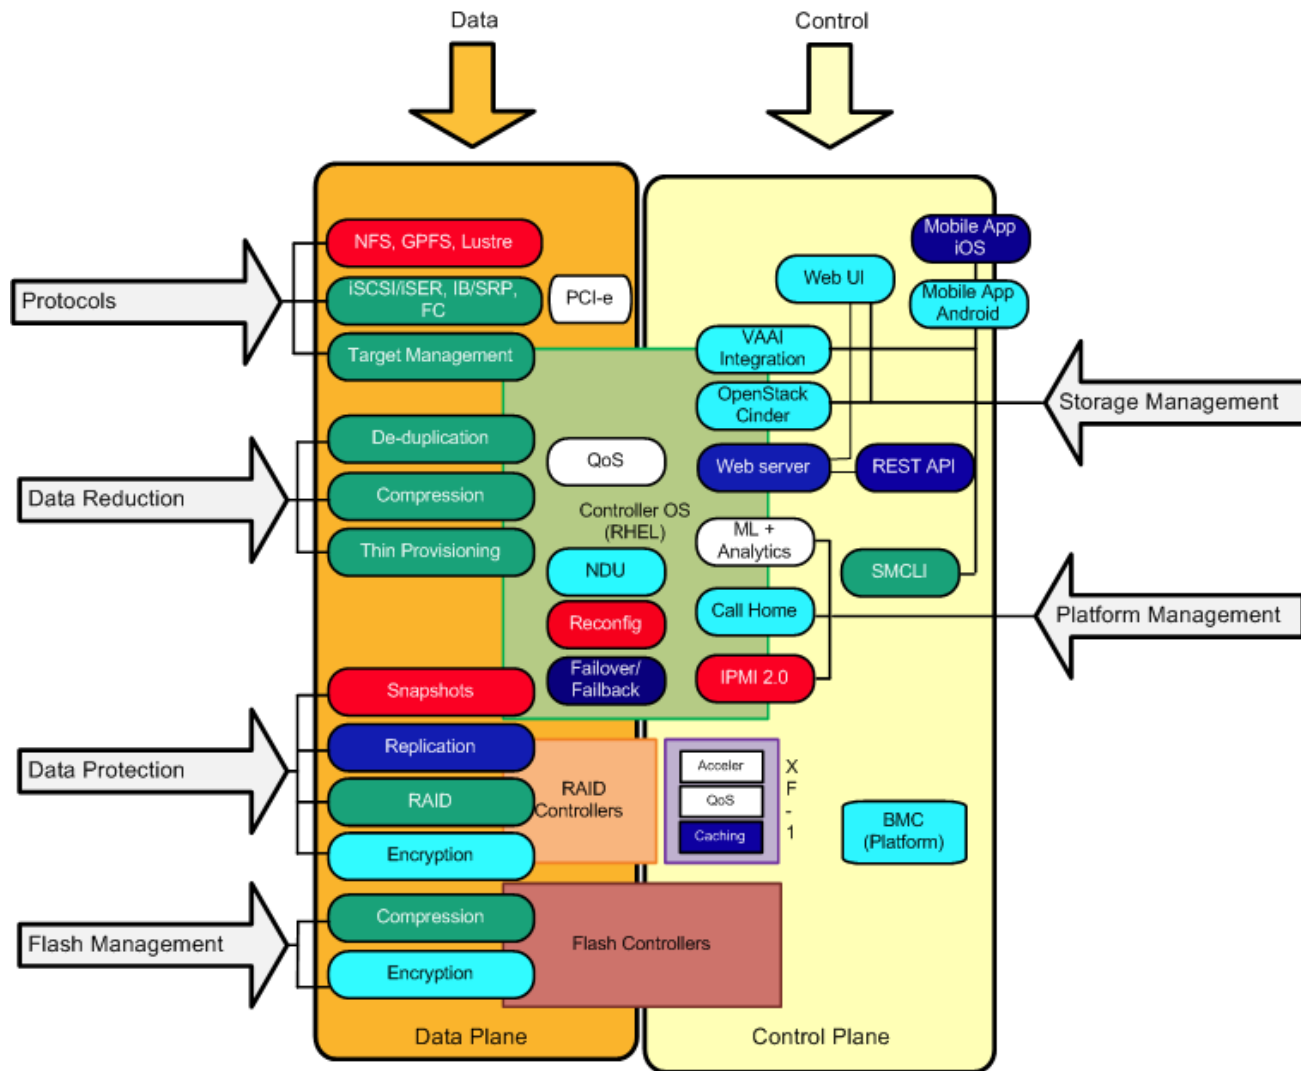 Data
Control
NFS, GPFS, Lustre
Mobile App
iOS
Web UI
Protocols
iSCSI/iSER, IB/SRP,
FC
PCI-e
Mobile App
Android
Target Management
VAAI
Integration
OpenStack
Cinder
Storage Management
De-duplication
QoS
Web server
REST API
Data Reduction
Compression
Controller OS
(RHEL)
ML +
Analytics
Thin Provisioning
NDU
SMCLI
Reconfig
Call Home
Platform Management
Failover/
Failback
IPMI 2.0
Snapshots
Replication
Data Protection
RAID
RAID
Controllers
Acceler
QoS
Caching
X
F
-
1
BMC
(Platform)
Encryption
Compression
Flash Management
Flash Controllers
Encryption
Data Plane
Control Plane